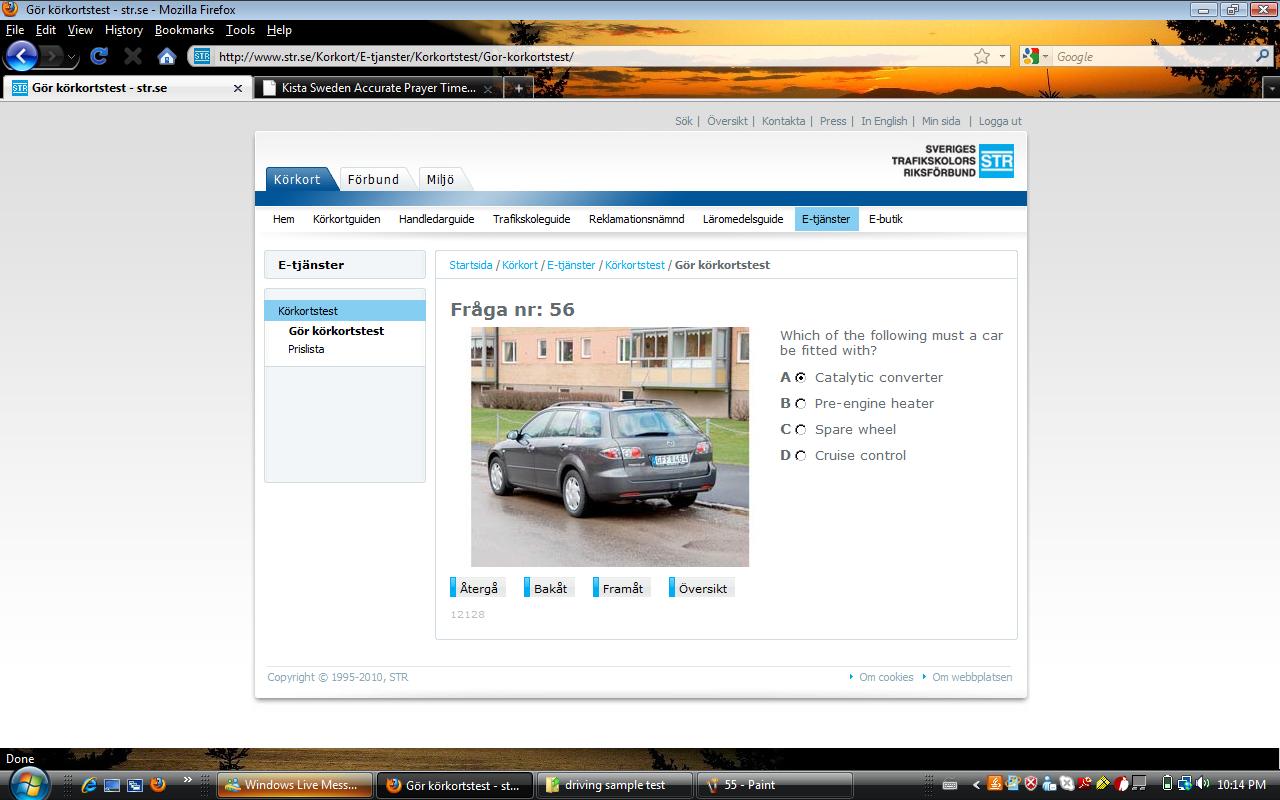 Gör körkortstest - str.se - Mozilla Firefox
File Edit View History Bookmarks Tools Help
STR http://www.str.se/Korkort/E-tjanster/Korkortstest/Gor-korkortstest/ Google
STR Gör körkortstest - str.se Kista Sweden Accurate Prayer Time...
Sök | Översikt | Kontakta | Press | In English | Min sida | Logga ut
SVERIGES
TRAFIKSKOLORS STR
RIKSFÖRBUND
Körkort Förbund Miljö
Hem Körkortguiden Handledarguide Trafikskoleguide Reklamationsnämnd Läromedelsguide E-tjänster E-butik
E-tjänster
Startsida / Körkort / E-tjänster / Körkortstest / Gör körkortstest
Körkortstest
Gör körkortstest
Prislista
Fråga nr: 56
Which of the following must a car
be fitted with?
A Catalytic converter
B Pre-engine heater
C Spare wheel
D Cruise control
Återgå Bakåt Framåt Översikt
12128
Copyright © 1995-2010, STR Om cookies Om webbplatsen
Done
Windows Live Mess... Gör körkortstest - st... driving sample test 55 - Paint 10:14 PM